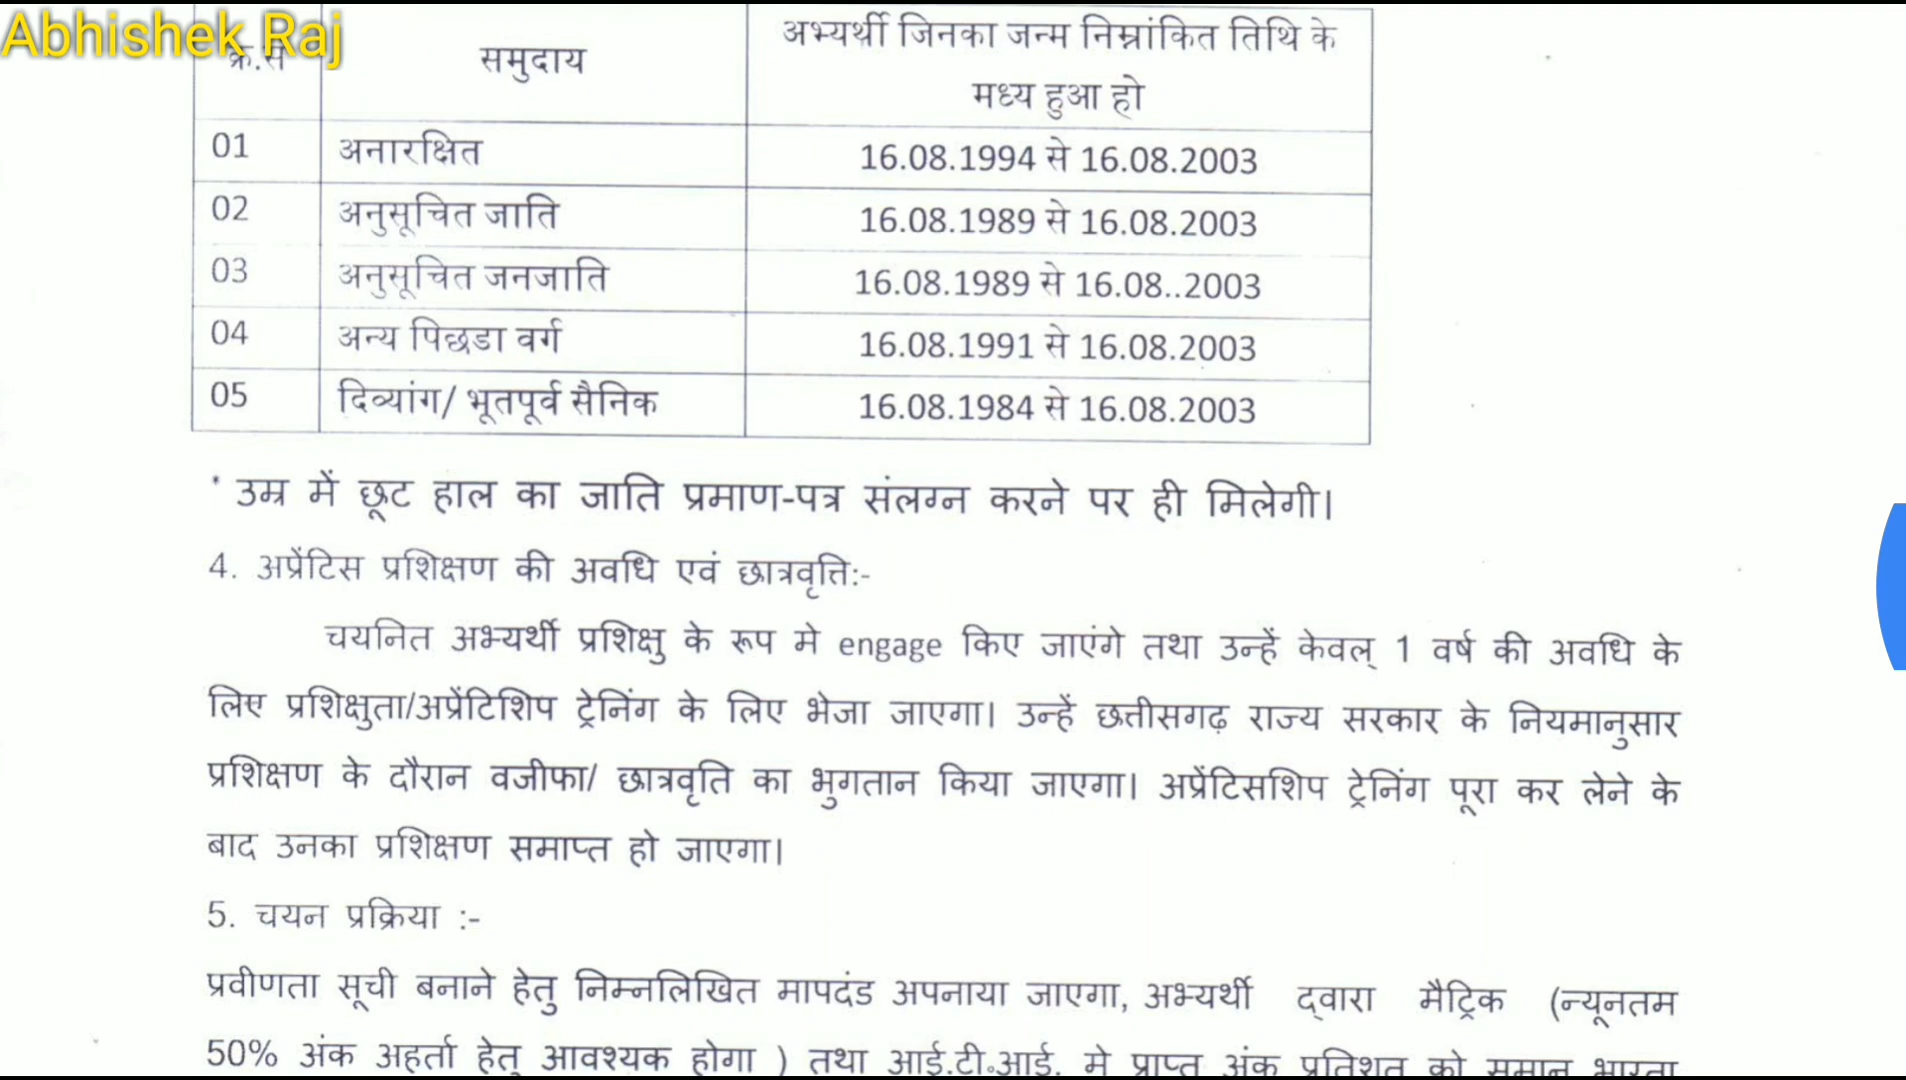 Abhishek Raj
क्र.सं समुदाय अभ्यर्थी जिनका जन्म निम्नांकित तिथि के
मध्य हुआ हो
01 अनारक्षित 16.08.1994 से 16.08.2003
02 अनुसूचित जाति 16.08.1989 से 16.08.2003
03 अनुसूचित जनजाति 16.08.1989 से 16.08..2003
04 अन्य पिछडा वर्ग 16.08.1991 से 16.08.2003
05 दिव्यांग/ भूतपूर्व सैनिक 16.08.1984 से 16.08.2003
* उम्र में छूट हाल का जाति प्रमाण-पत्र संलग्न करने पर ही मिलेगी।
4. अप्रेंटिस प्रशिक्षण की अवधि एवं छात्रवृत्ति:-
चयनित अभ्यर्थी प्रशिक्षु के रूप मे engage किए जाएंगे तथा उन्हें केवल् 1 वर्ष की अवधि के
लिए प्रशिक्षुता/अप्रेंटिशिप ट्रेनिंग के लिए भेजा जाएगा। उन्हें छत्तीसगढ़ राज्य सरकार के नियमानुसार
प्रशिक्षण के दौरान वजीफा/ छात्रवृति का भुगतान किया जाएगा। अप्रेंटिसशिप ट्रेनिंग पूरा कर लेने के
बाद उनका प्रशिक्षण समाप्त हो जाएगा।
5. चयन प्रक्रिया :-
प्रवीणता सूची बनाने हेतु निम्नलिखित मापदंड अपनाया जाएगा, अभ्यर्थी द्वारा मैट्रिक (न्यूनतम
50% अंक अहर्ता हेतु आवश्यक होगा ) तथा आई.टी.आई. मे प्राप्त अंक प्रतिशत को समान भारता